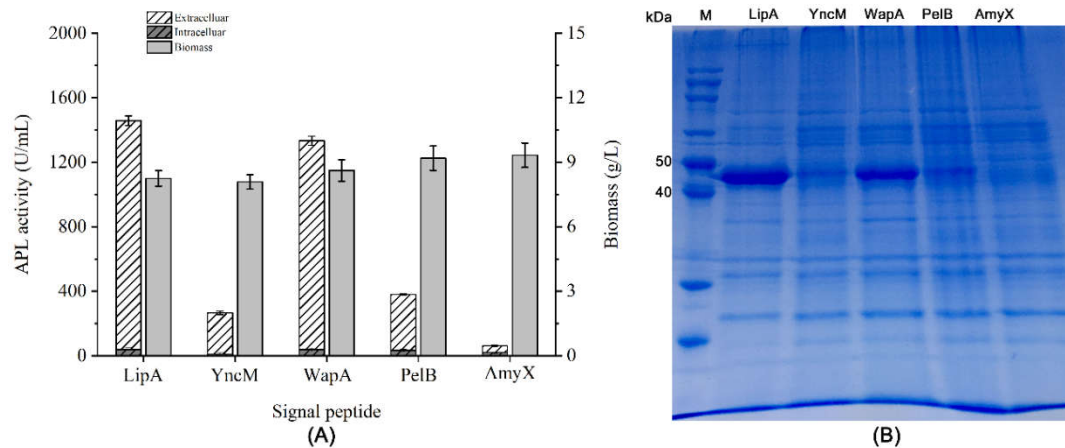 Extracelluar
Intracelluar
Biomass
2000
1600
1200
800
400
0
APL activity (U/mL)
15
12
9
6
3
0
Biomass (g/L)
LipA YncM WapA PelB AmyX
Signal peptide
(A)
kDa M LipA YncM WapA PelB AmyX
50
40
(B)